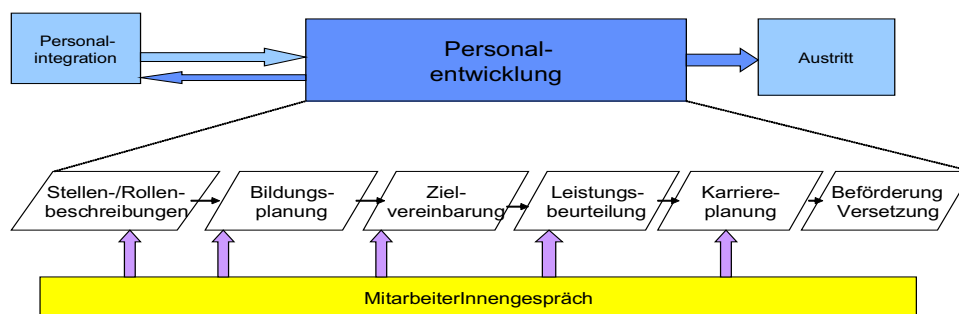 Personal-
integration
Personal-
entwicklung
Austritt
Stellen-/Rollen-
beschreibungen
Bildungs-
planung
Ziel-
vereinbarung
Leistungs-
beurteilung
Karriere-
planung
Beförderung
Versetzung
MitarbeiterInnengespräch